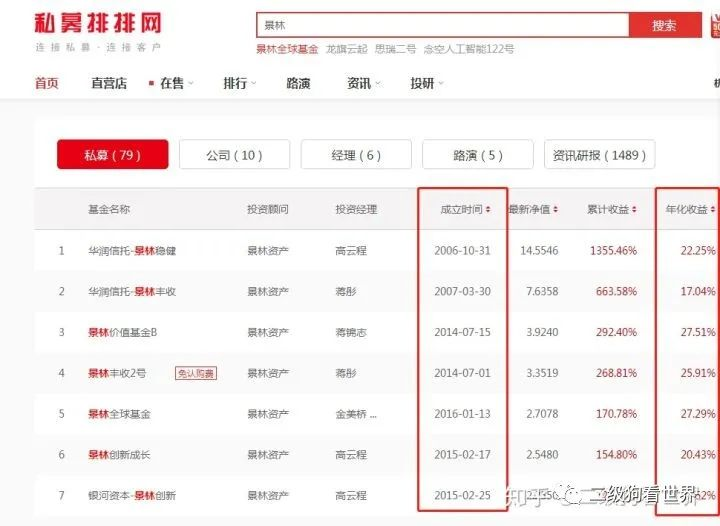 私募排排网
连接私募·连接客户
景林
搜索
景林全球基金 龙旗云起 思瑞二号 念空人工智能122号
首页 直营店 在售 排行 路演 资讯 投研
私募（79） 公司（10） 经理（6） 路演（5） 资讯研报（1489）
基金名称 投资顾问 投资经理 成立时间 最新净值 累计收益 年化收益
1 华润信托-景林稳健 景林资产 高云程 2006-10-31 14.5546 1355.46% 22.25%
2 华润信托-景林丰收 景林资产 蒋彤 2007-03-30 7.6358 663.58% 17.04%
3 景林价值基金B 景林资产 蒋锦志 2014-07-15 3.9240 292.40% 27.51%
4 景林丰收2号 免认购费 景林资产 蒋彤 2014-07-01 3.3519 268.81% 25.91%
5 景林全球基金 景林资产 金美桥 ... 2016-01-13 2.7078 170.78% 27.29%
6 景林创新成长 景林资产 高云程 2015-02-17 2.5480 154.80% 20.43%
7 银河资本-景林创新 景林资产 高云程 2015-02-25
知乎 @二级狗看世界
二级狗看世界